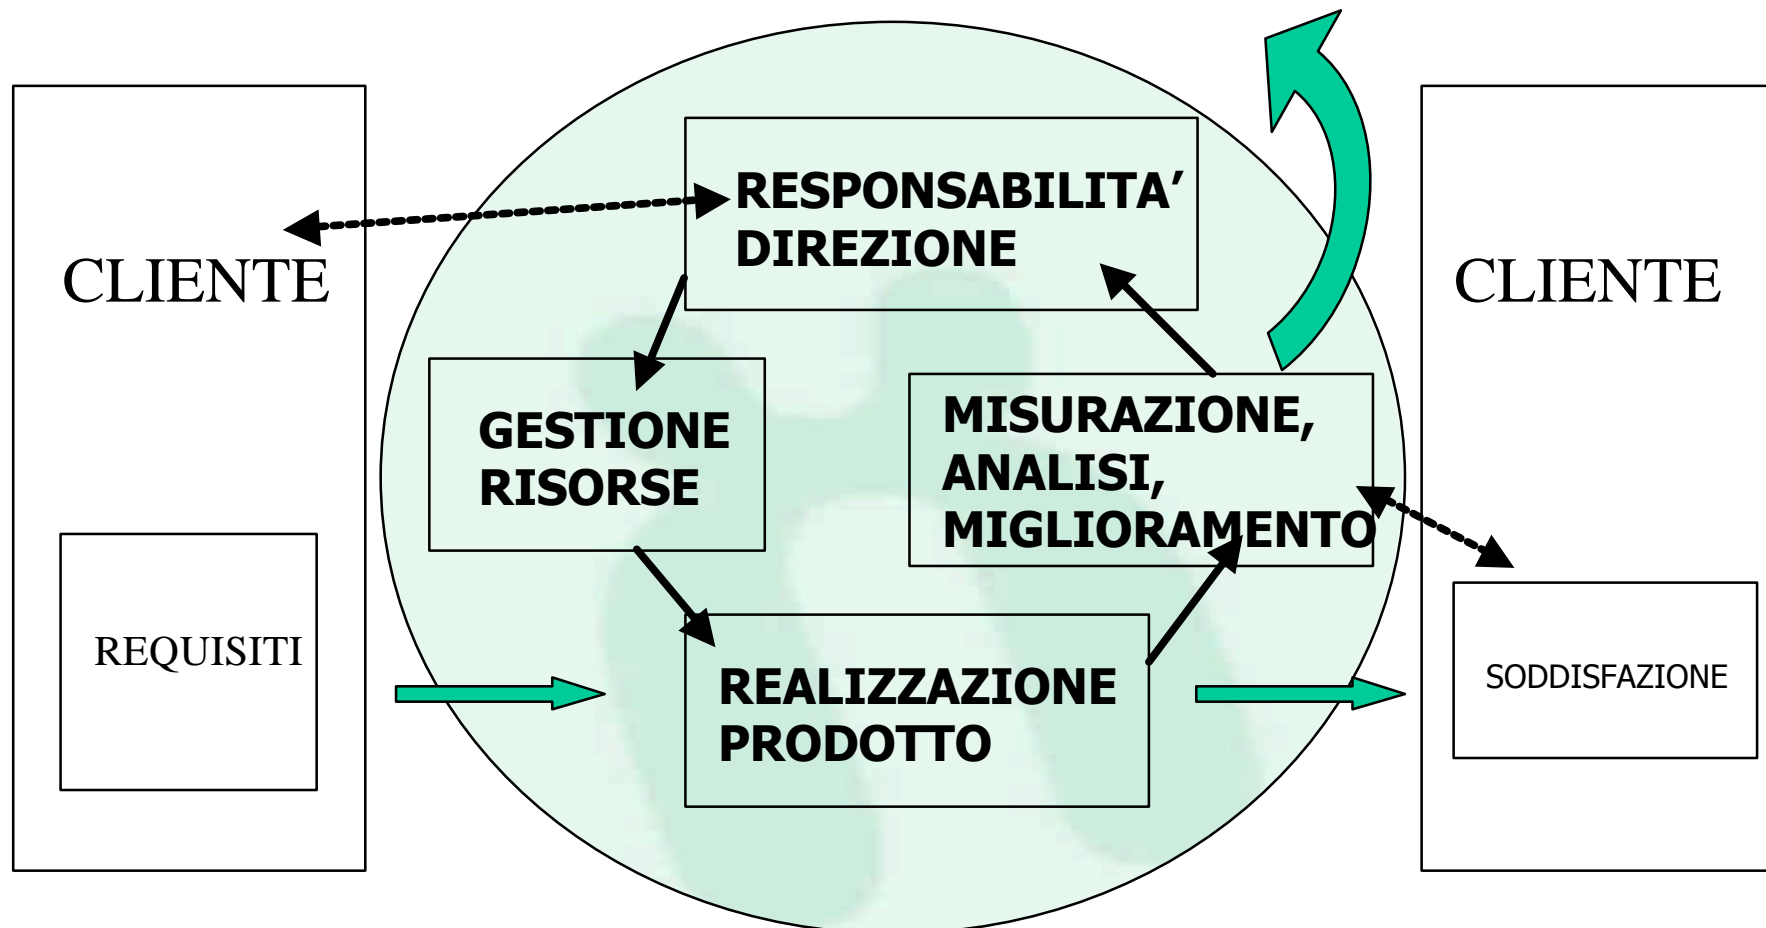 CLIENTE
REQUISITI
RESPONSABILITA’
DIREZIONE
GESTIONE
RISORSE
MISURAZIONE,
ANALISI,
MIGLIORAMENTO
REALIZZAZIONE
PRODOTTO
CLIENTE
SODDISFAZIONE